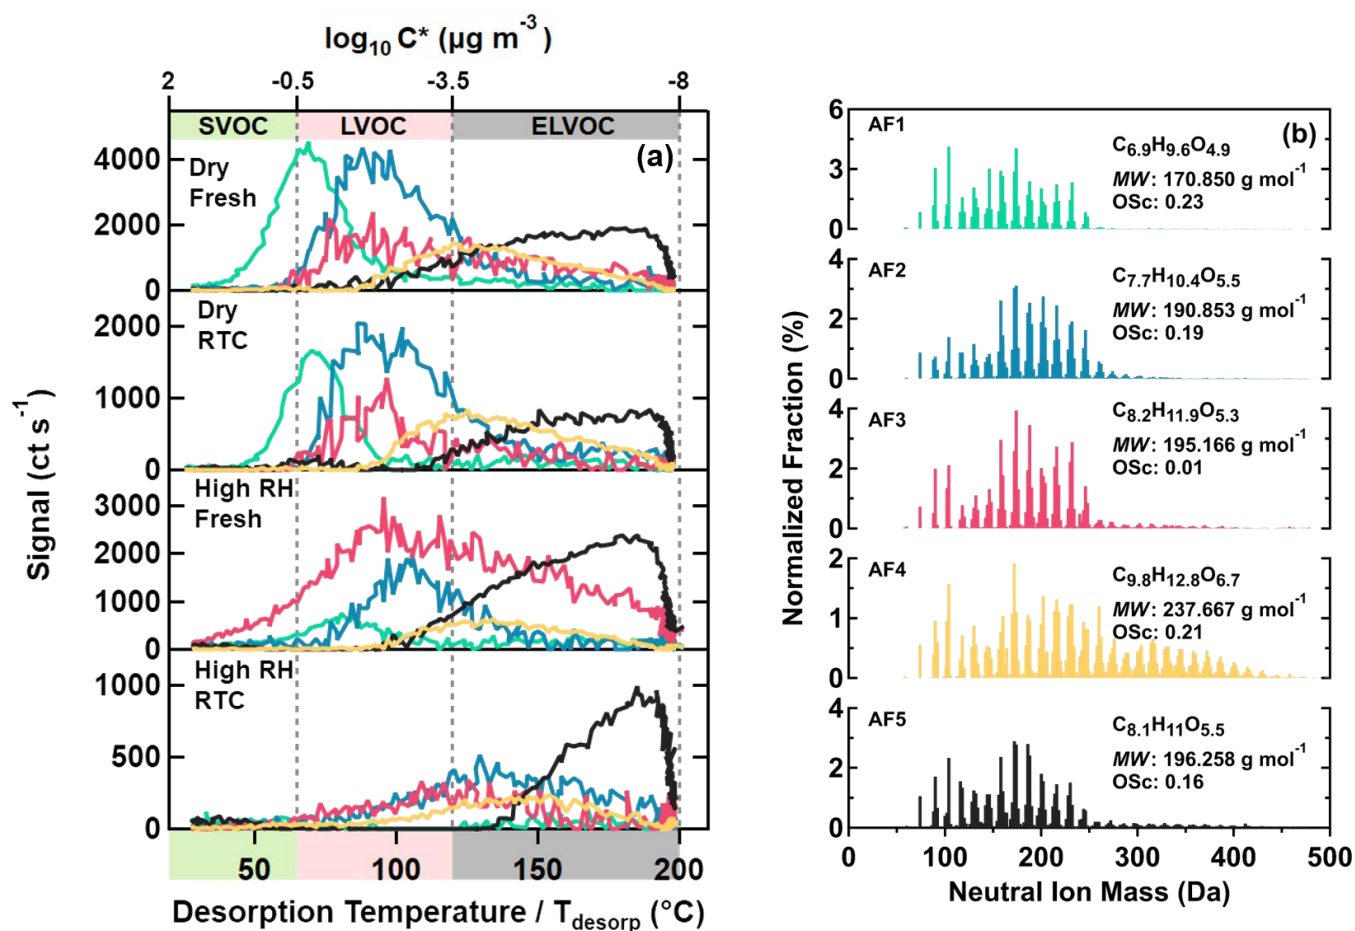 log₁₀ C* (µg m⁻³)
2 -0.5 -3.5 -8
SVOC LVOC ELVOC
(a)
Dry
Fresh
4000
2000
0
Dry
RTC
2000
1000
0
High RH
Fresh
3000
2000
1000
0
High RH
RTC
1000
500
0
Signal (ct s⁻¹)
50 100 150 200
Desorption Temperature / T_desorp (°C)
(b)
AF1
C₆.₉H₉.₆O₄.₉
MW: 170.850 g mol⁻¹
OSc: 0.23
6
3
0
AF2
C₇.₇H₁₀.₄O₅.₅
MW: 190.853 g mol⁻¹
OSc: 0.19
4
2
0
AF3
C₈.₂H₁₁.₉O₅.₃
MW: 195.166 g mol⁻¹
OSc: 0.01
4
2
0
AF4
C₉.₈H₁₂.₈O₆.₇
MW: 237.667 g mol⁻¹
OSc: 0.21
2
1
0
AF5
C₈.₁H₁₁O₅.₅
MW: 196.258 g mol⁻¹
OSc: 0.16
4
2
0
Normalized Fraction (%)
0 100 200 300 400 500
Neutral Ion Mass (Da)